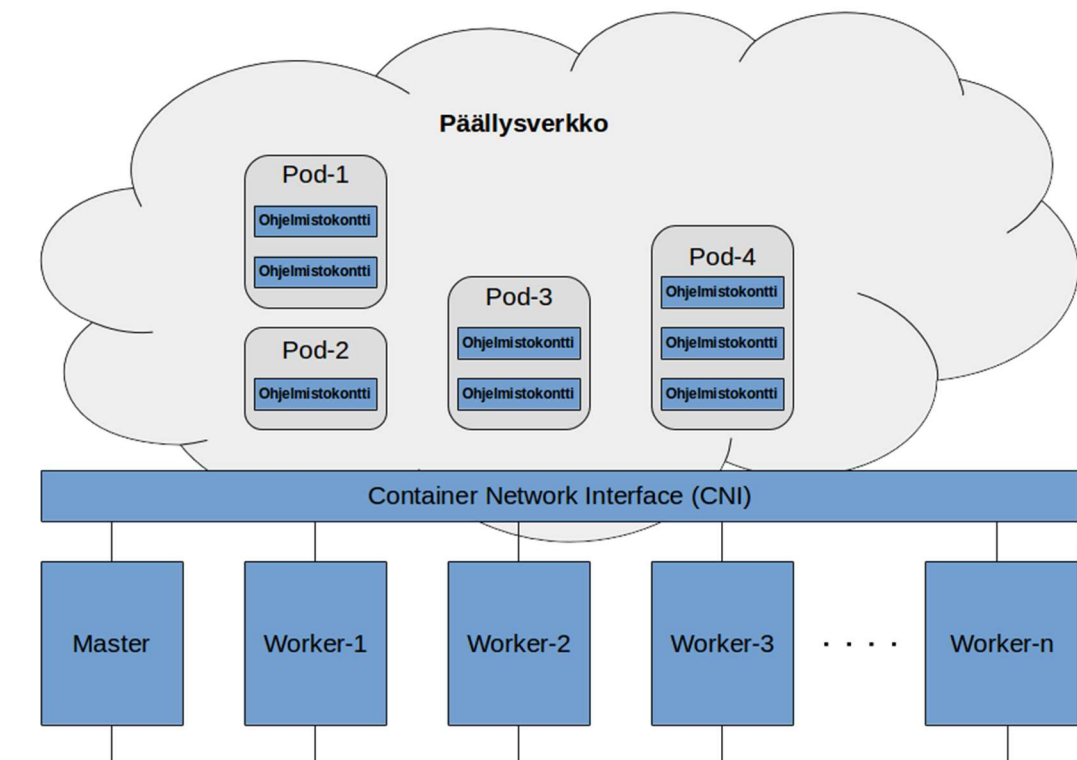 Päällysverkko
Pod-1
Ohjelmistokontti
Ohjelmistokontti
Pod-2
Ohjelmistokontti
Pod-3
Ohjelmistokontti
Ohjelmistokontti
Pod-4
Ohjelmistokontti
Ohjelmistokontti
Ohjelmistokontti
Container Network Interface (CNI)
Master
Worker-1
Worker-2
Worker-3
. . . .
Worker-n